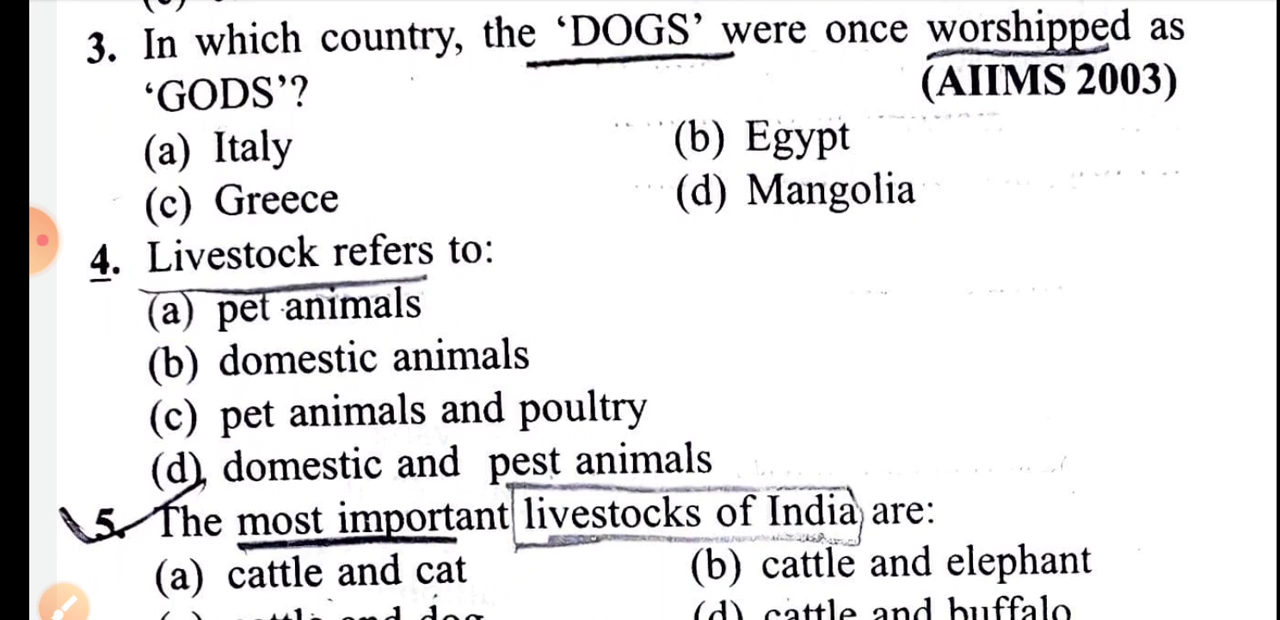 3. In which country, the ‘DOGS’ were once worshipped as
‘GODS’? (AIIMS 2003)
(a) Italy (b) Egypt
(c) Greece (d) Mangolia
4. Livestock refers to:
(a) pet animals
(b) domestic animals
(c) pet animals and poultry
(d) domestic and pest animals
5. The most important livestocks of India are:
(a) cattle and cat (b) cattle and elephant
and dog (d) cattle and buffalo